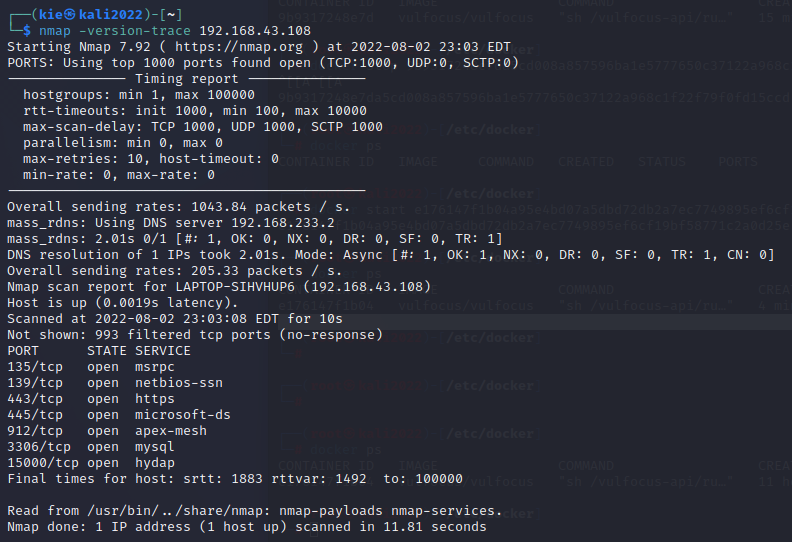 (kie㉿kali2022)-[~]
$ nmap -version-trace 192.168.43.108
Starting Nmap 7.92 ( https://nmap.org ) at 2022-08-02 23:03 EDT
PORTS: Using top 1000 ports found open (TCP:1000, UDP:0, SCTP:0)
--------------- Timing report ---------------
hostgroups: min 1, max 100000
rtt-timeouts: init 1000, min 100, max 10000
max-scan-delay: TCP 1000, UDP 1000, SCTP 1000
parallelism: min 0, max 0
max-retries: 10, host-timeout: 0
min-rate: 0, max-rate: 0
---------------------------------------------
Overall sending rates: 1043.84 packets / s.
mass_rdns: Using DNS server 192.168.233.2
mass_rdns: 2.01s 0/1 [#: 1, OK: 0, NX: 0, DR: 0, SF: 0, TR: 1]
DNS resolution of 1 IPs took 2.01s. Mode: Async [#: 1, OK: 1, NX: 0, DR: 0, SF: 0, TR: 1, CN: 0]
Overall sending rates: 205.33 packets / s.
Nmap scan report for LAPTOP-SIHVHUP6 (192.168.43.108)
Host is up (0.0019s latency).
Scanned at 2022-08-02 23:03:08 EDT for 10s
Not shown: 993 filtered tcp ports (no-response)
PORT STATE SERVICE
135/tcp open msrpc
139/tcp open netbios-ssn
443/tcp open https
445/tcp open microsoft-ds
912/tcp open apex-mesh
3306/tcp open mysql
15000/tcp open hydap
Final times for host: srtt: 1883 rttvar: 1492 to: 100000
Read from /usr/bin/../share/nmap: nmap-payloads nmap-services.
Nmap done: 1 IP address (1 host up) scanned in 11.81 seconds